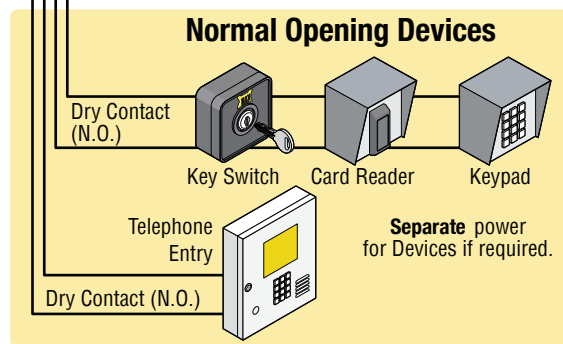 Normal Opening Devices
Dry Contact
(N.O.)
Key Switch
Card Reader
Keypad
Telephone
Entry
Separate power
for Devices if required.
Dry Contact (N.O.)